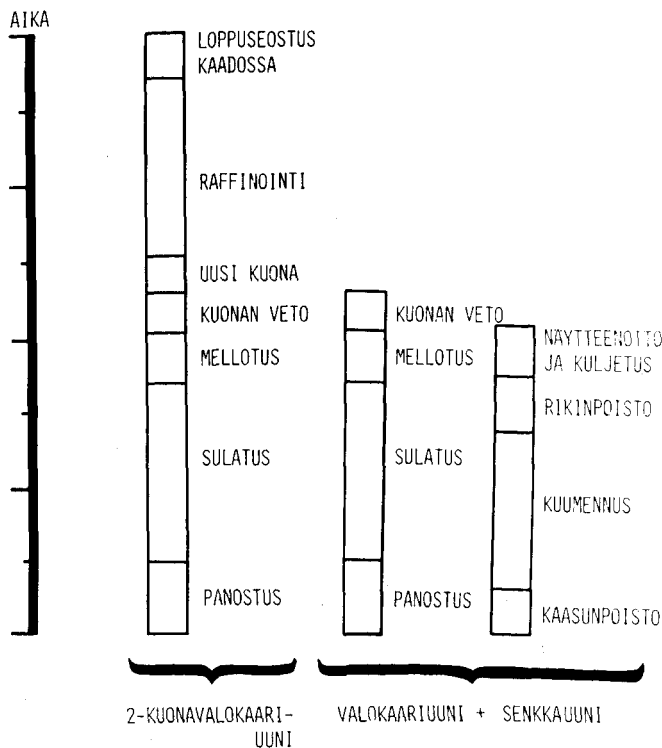 AIKA
LOPPUSEOSTUS
KAADOSSA
RAFFINOINTI
UUSI KUONA
KUONAN VETO
MELLOTUS
SULATUS
PANOSTUS
KUONAN VETO
MELLOTUS
SULATUS
PANOSTUS
NÄYTTEENOTTO
JA KULJETUS
RIKINPOISTO
KUUMENNUS
KAASUNPOISTO
2-KUONAVALOKAARI-
UUNI
VALOKAARIUUNI + SENKKAUUNI